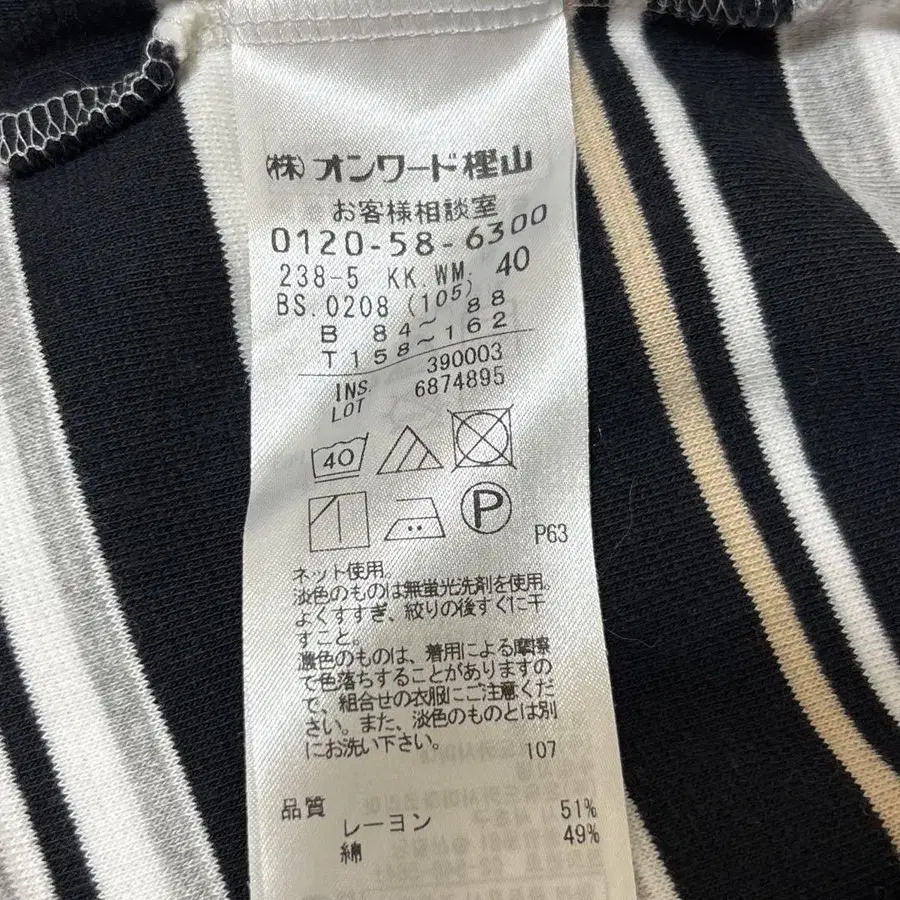 ㈱オンワード樫山
お客様相談室
0120-58-6300
238-5 KK.WM. 40
BS.0208 (105)
B 84～88
T 158～162
INS. 390003
LOT 6874895
40
P
P63
ネット使用。
淡色のものは無蛍光洗剤を使用。
よくすすぎ、絞りの後すぐに干
すこと。
濃色のものは、着用による摩擦
で色落ちすることがありますの
で、組合せの衣服にご注意くだ
さい。また、淡色のものとは別
にお洗い下さい。
107
品質
レーヨン 51%
綿 49%